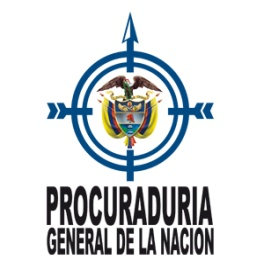 PROCURADURIA
GENERAL DE LA NACION